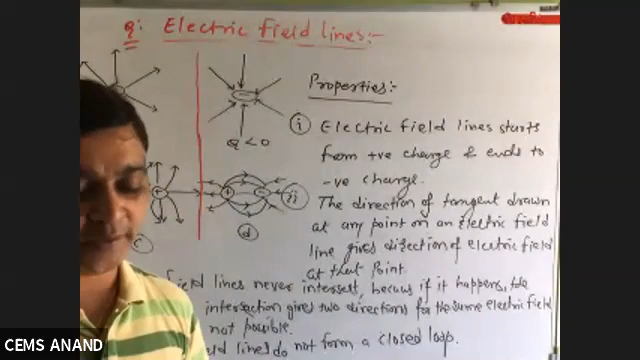 Q: Electric field lines:-
Properties:-
Q < 0
(i) Electric field lines starts
from +ve charge & ends to
-ve charge.
(ii) The direction of tangent drawn
at any point on an Electric field
line gives direction of electric field
at that point.
field lines never intersect, becaus if it happens, the
intersection gives two directions for the same electric field
not possible.
ld lines do not form a closed loop.
c
d
CEMS ANAND